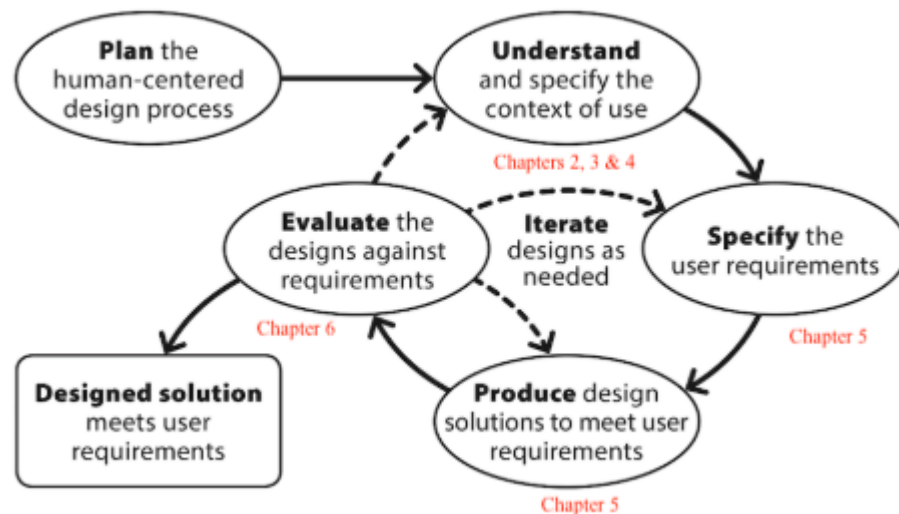 Plan the
human-centered
design process
Understand
and specify the
context of use
Chapters 2, 3 & 4
Evaluate the
designs against
requirements
Chapter 6
Iterate
designs as
needed
Specify the
user requirements
Chapter 5
Designed solution
meets user
requirements
Produce design
solutions to meet user
requirements
Chapter 5